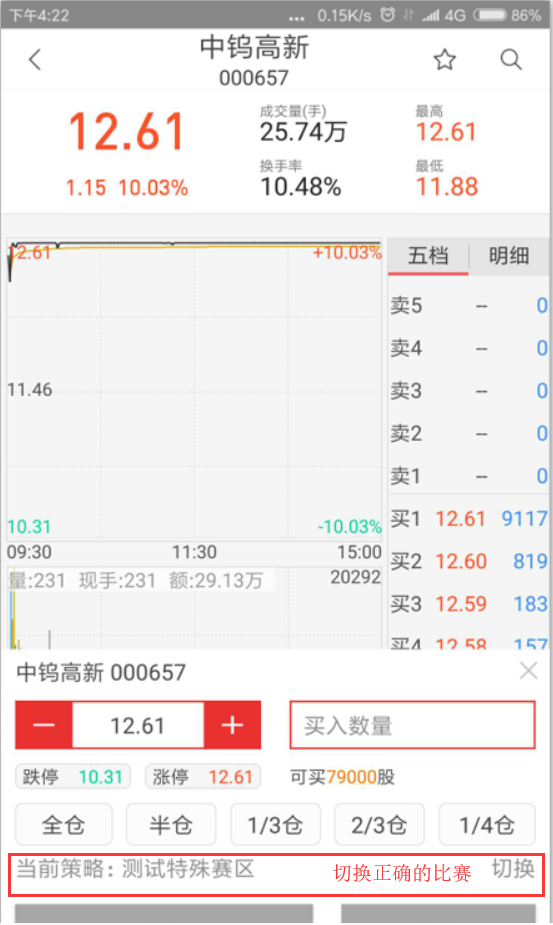 下午4:22 ... 0.15K/s 4G 86%
中钨高新
000657
12.61
1.15 10.03%
成交量(手)
25.74万
换手率
10.48%
最高
12.61
最低
11.88
12.61 +10.03%
11.46
10.31 -10.03%
09:30 11:30 15:00
量:231 现手:231 额:29.13万 20292
五档 明细
卖5 -- 0
卖4 -- 0
卖3 -- 0
卖2 -- 0
卖1 -- 0
买1 12.61 9117
买2 12.60 819
买3 12.59 183
买4 12.58 157
中钨高新 000657
12.61 买入数量
跌停 10.31 涨停 12.61 可买79000股
全仓 半仓 1/3仓 2/3仓 1/4仓
当前策略: 测试特殊赛区 切换正确的比赛 切换